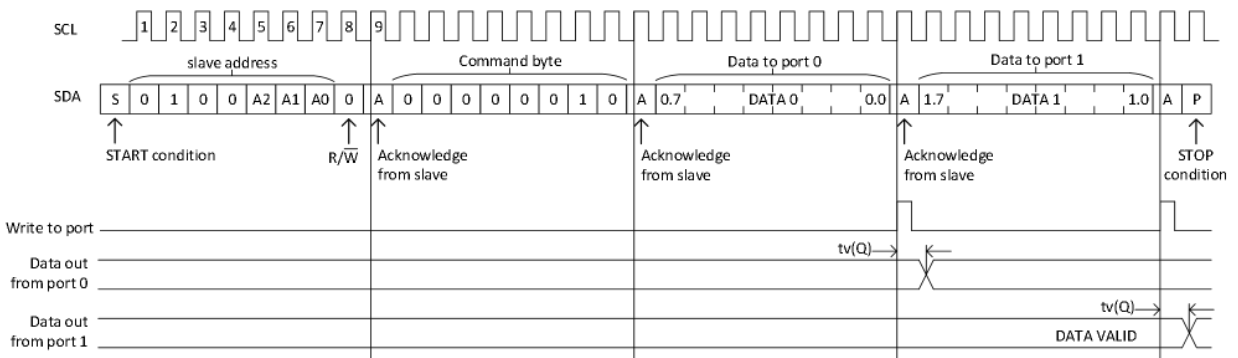 SCL 1 2 3 4 5 6 7 8 9
slave address Command byte Data to port 0 Data to port 1
SDA S 0 1 0 0 A2 A1 A0 0 A 0 0 0 0 0 0 1 0 A 0.7 DATA 0 0.0 A 1.7 DATA 1 1.0 A P
START condition R/W̅ Acknowledge from slave Acknowledge from slave Acknowledge from slave STOP condition
Write to port
tv(Q)
Data out from port 0
tv(Q)
Data out from port 1 DATA VALID